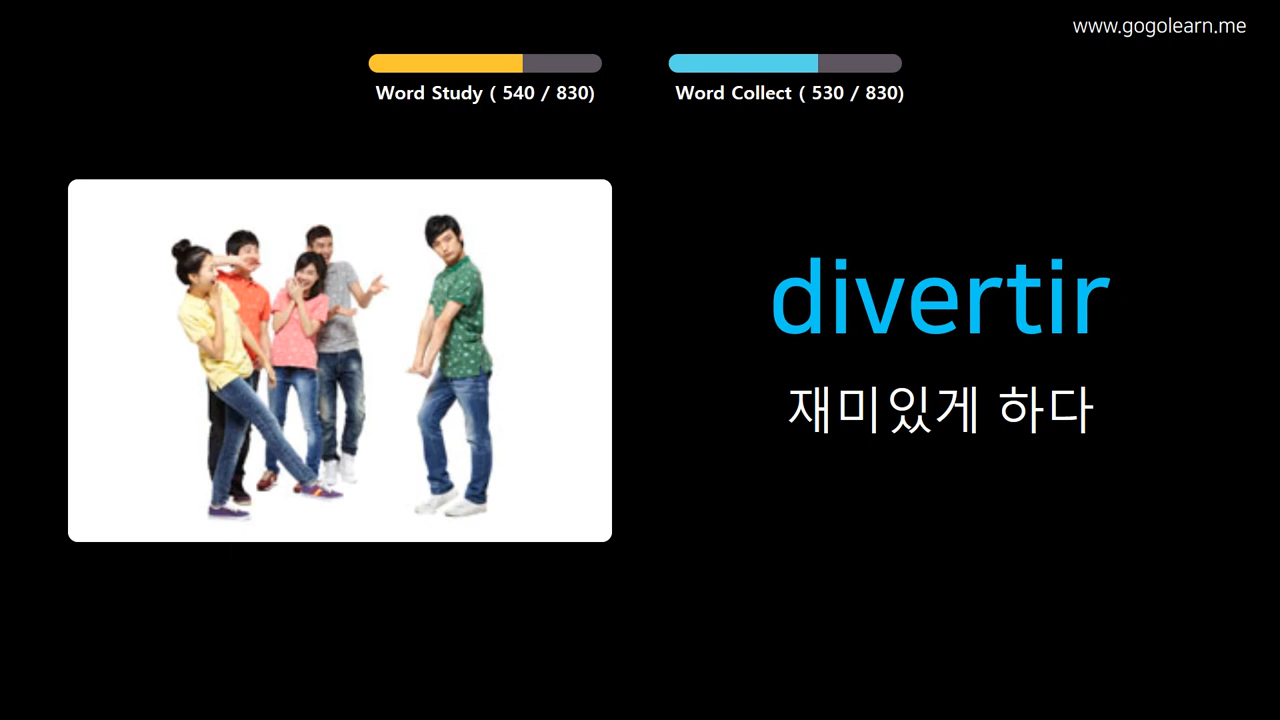 www.gogolearn.me
Word Study ( 540 / 830)
Word Collect ( 530 / 830)
divertir
재미있게 하다